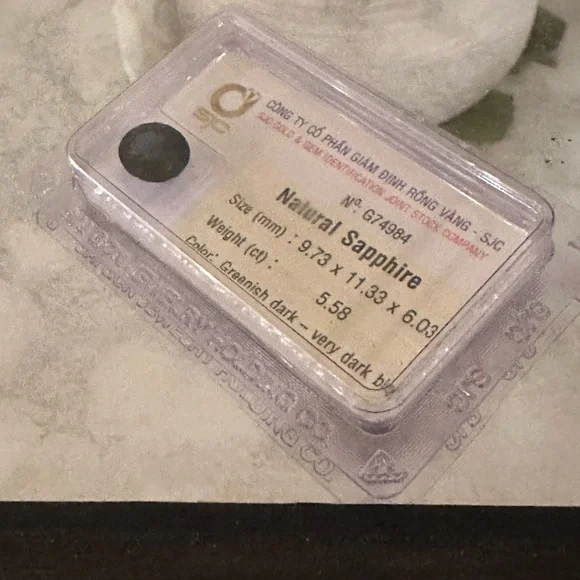 SJC
CÔNG TY CỔ PHẦN GIÁM ĐỊNH RỒNG VÀNG - SJC
SJC GOLD & GEM IDENTIFICATION JOINT STOCK COMPANY
Nº. G74984
Natural Sapphire
Size (mm) : 9.73 x 11.33 x 6.03
Weight (ct) : 5.58
Color: Greenish dark – very dark